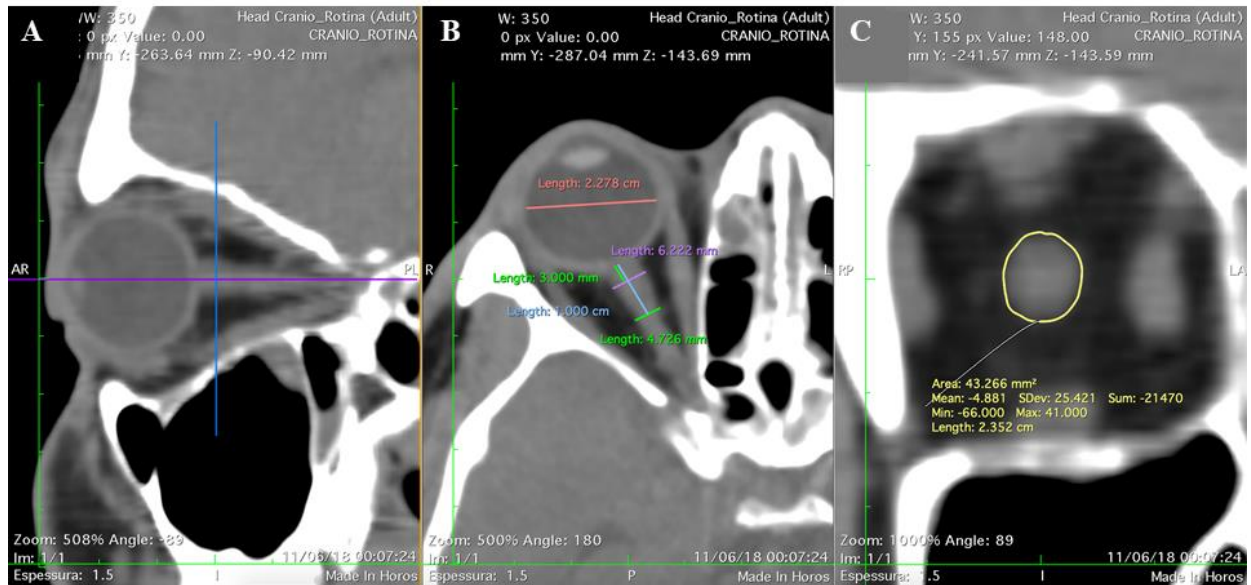 A
W: 350
Head Cranio_Rotina (Adult)
: 0 px Value: 0.00
CRANIO_ROTINA
mm Y: -263.64 mm Z: -90.42
AR
PL
Zoom: 508% Angle: -89
Im: 1/1
11/06/18 00:07:24
Espessura: 1.5
I
Made In Horos
B
W: 350
Head Cranio_Rotina (Adult)
0 px Value: 0.00
CRANIO_ROTINA
mm Y: -287.04 mm Z: -143.69
Length: 2.278 cm
Length: 6.222 mm
Length: 3.000 mm
Length: 1.000 cm
Length: 4.726 mm
R
L
Zoom: 500% Angle: 180
Im: 1/1
11/06/18 00:07:24
Espessura: 1.5
P
Made In Horos
C
W: 350
Head Cranio_Rotina (Adult)
Y: 155 px Value: 148.00
CRANIO_ROTINA
Y: -241.57 mm Z: -143.59
RP
LA
Area: 43.266 mm²
Mean: -4.881 SDev: 25.421 Sum: -21470
Min: -66.000 Max: 41.000
Length: 2.352 cm
Zoom: 1000% Angle: 89
Im: 1/1
11/06/18 00:07:24
1.5
I
Made In Horos